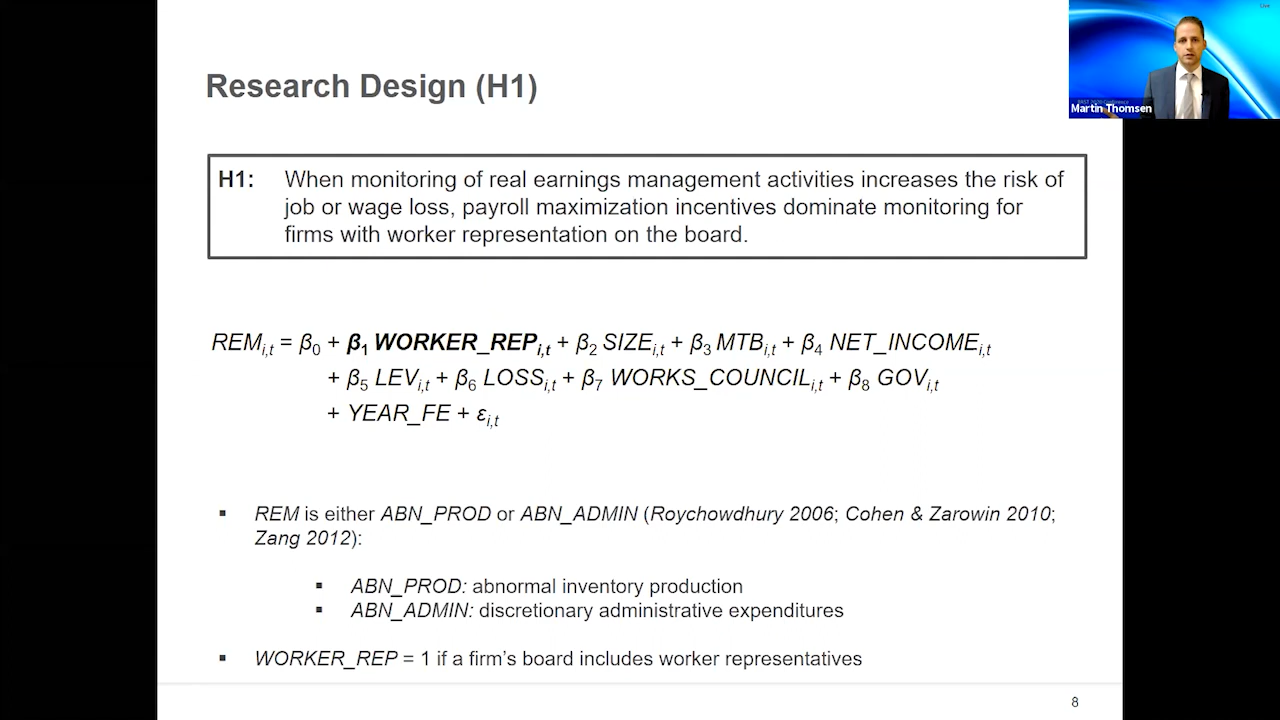 Live
Martin Thomsen
Research Design (H1)
H1: When monitoring of real earnings management activities increases the risk of
job or wage loss, payroll maximization incentives dominate monitoring for
firms with worker representation on the board.
REMi,t = β0 + β1 WORKER_REPi,t + β2 SIZEi,t + β3 MTBi,t + β4 NET_INCOMEi,t
+ β5 LEVi,t + β6 LOSSi,t + β7 WORKS_COUNCILi,t + β8 GOVi,t
+ YEAR_FE + εi,t
▪ REM is either ABN_PROD or ABN_ADMIN (Roychowdhury 2006; Cohen & Zarowin 2010;
Zang 2012):
▪ ABN_PROD: abnormal inventory production
▪ ABN_ADMIN: discretionary administrative expenditures
▪ WORKER_REP = 1 if a firm's board includes worker representatives
8